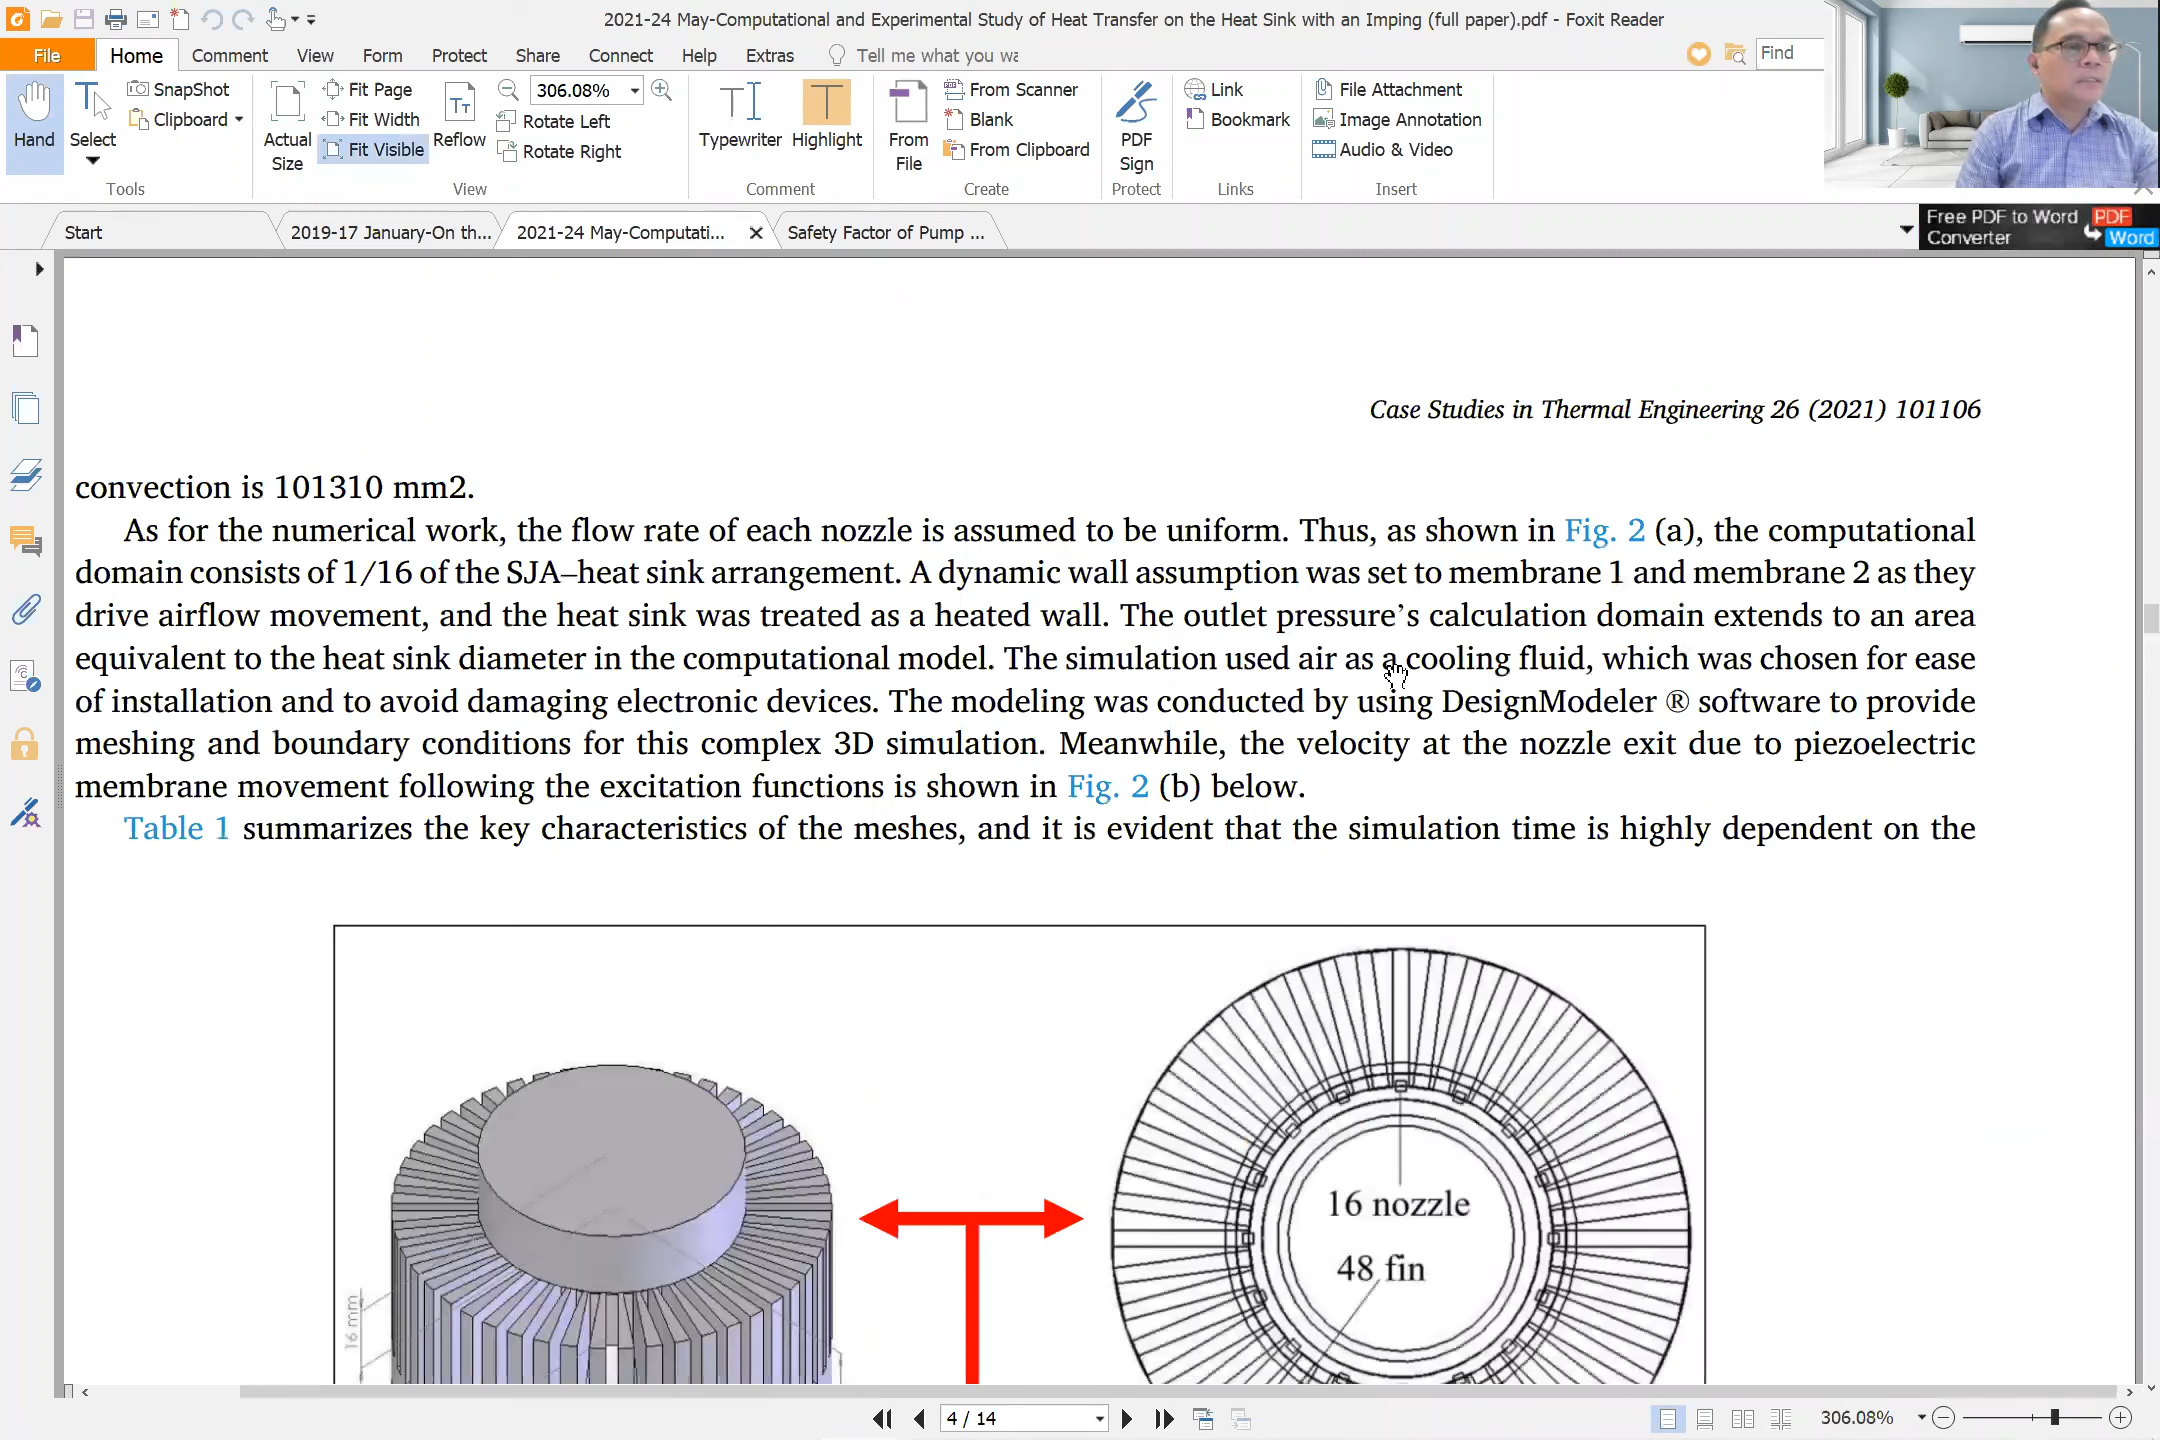 2021-24 May-Computational and Experimental Study of Heat Transfer on the Heat Sink with an Imping (full paper).pdf - Foxit Reader
File Home Comment View Form Protect Share Connect Help Extras Tell me what you wa
Find
Hand
Select
SnapShot
Clipboard
Tools
Actual Size
Fit Page
Fit Width
Fit Visible
Reflow
306.08%
Rotate Left
Rotate Right
View
Typewriter
Highlight
Comment
From File
From Scanner
Blank
From Clipboard
Create
PDF Sign
Protect
Link
Bookmark
Links
File Attachment
Image Annotation
Audio & Video
Insert
Start
2019-17 January-On th...
2021-24 May-Computati...
Safety Factor of Pump ...
Free PDF to Word PDF
Converter Word
Case Studies in Thermal Engineering 26 (2021) 101106
convection is 101310 mm2.
As for the numerical work, the flow rate of each nozzle is assumed to be uniform. Thus, as shown in Fig. 2 (a), the computational
domain consists of 1/16 of the SJA–heat sink arrangement. A dynamic wall assumption was set to membrane 1 and membrane 2 as they
drive airflow movement, and the heat sink was treated as a heated wall. The outlet pressure’s calculation domain extends to an area
equivalent to the heat sink diameter in the computational model. The simulation used air as a cooling fluid, which was chosen for ease
of installation and to avoid damaging electronic devices. The modeling was conducted by using DesignModeler ® software to provide
meshing and boundary conditions for this complex 3D simulation. Meanwhile, the velocity at the nozzle exit due to piezoelectric
membrane movement following the excitation functions is shown in Fig. 2 (b) below.
Table 1 summarizes the key characteristics of the meshes, and it is evident that the simulation time is highly dependent on the
16 nozzle
48 fin
16 mm
4 / 14
306.08%